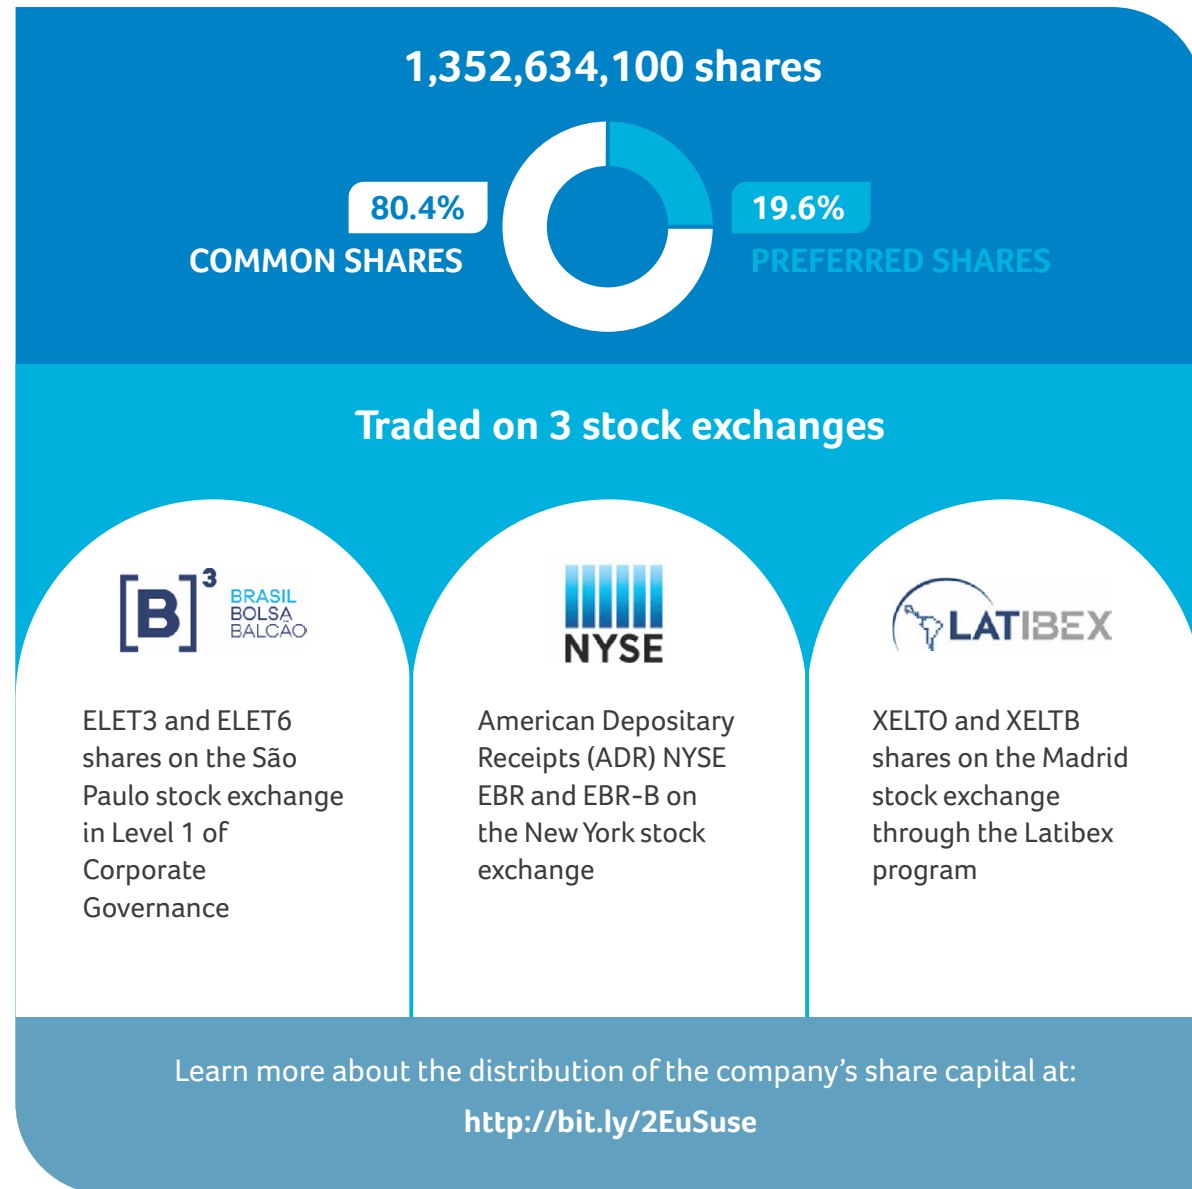 1,352,634,100 shares
80.4%
COMMON SHARES
19.6%
PREFERRED SHARES
Traded on 3 stock exchanges
[B]³ BRASIL
BOLSA
BALCÃO
ELET3 and ELET6
shares on the São
Paulo stock exchange
in Level 1 of
Corporate
Governance
NYSE
American Depositary
Receipts (ADR) NYSE
EBR and EBR-B on
the New York stock
exchange
LATIBEX
XELTO and XELTB
shares on the Madrid
stock exchange
through the Latibex
program
Learn more about the distribution of the company’s share capital at:
http://bit.ly/2EuSuse